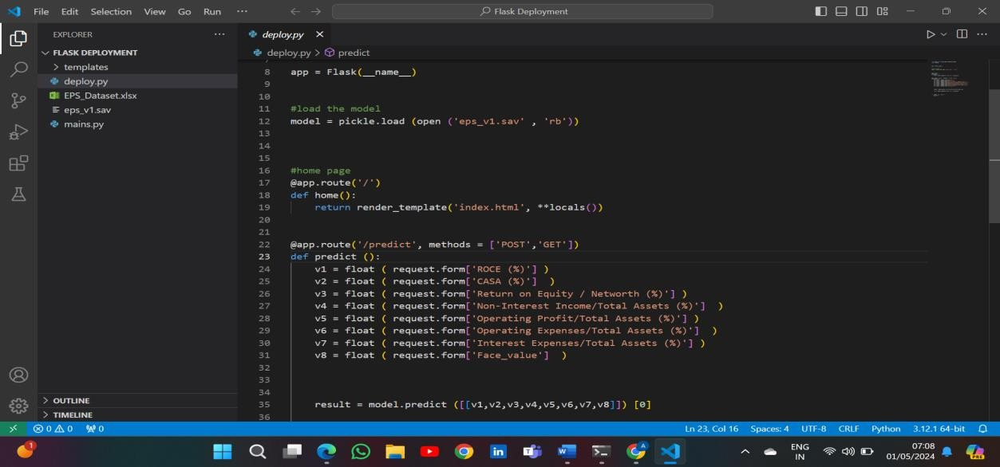 File Edit Selection View Go Run ··· Flask Deployment
EXPLORER ···
FLASK DEPLOYMENT
templates
deploy.py
EPS_Dataset.xlsx
eps_v1.sav
mains.py
OUTLINE
TIMELINE
deploy.py
deploy.py > predict
8 app = Flask(__name__)
9
10
11 #load the model
12 model = pickle.load (open ('eps_v1.sav' , 'rb'))
13
14
15
16 #home page
17 @app.route('/')
18 def home():
19 return render_template('index.html', **locals())
20
21
22 @app.route('/predict', methods = ['POST','GET'])
23 def predict ():
24 v1 = float ( request.form['ROCE (%)'] )
25 v2 = float ( request.form['CASA (%)']  )
26 v3 = float ( request.form['Return on Equity / Networth (%)'] )
27 v4 = float ( request.form['Non-Interest Income/Total Assets (%)']  )
28 v5 = float ( request.form['Operating Profit/Total Assets (%)'] )
29 v6 = float ( request.form['Operating Expenses/Total Assets (%)']  )
30 v7 = float ( request.form['Interest Expenses/Total Assets (%)'] )
31 v8 = float ( request.form['Face_value']  )
32
33
34
35 result = model.predict ([[v1,v2,v3,v4,v5,v6,v7,v8]]) [0]
36
0 0 0 Ln 23, Col 16 Spaces: 4 UTF-8 CRLF Python 3.12.1 64-bit
1 ENG 07:08
IN 01/05/2024 PRE